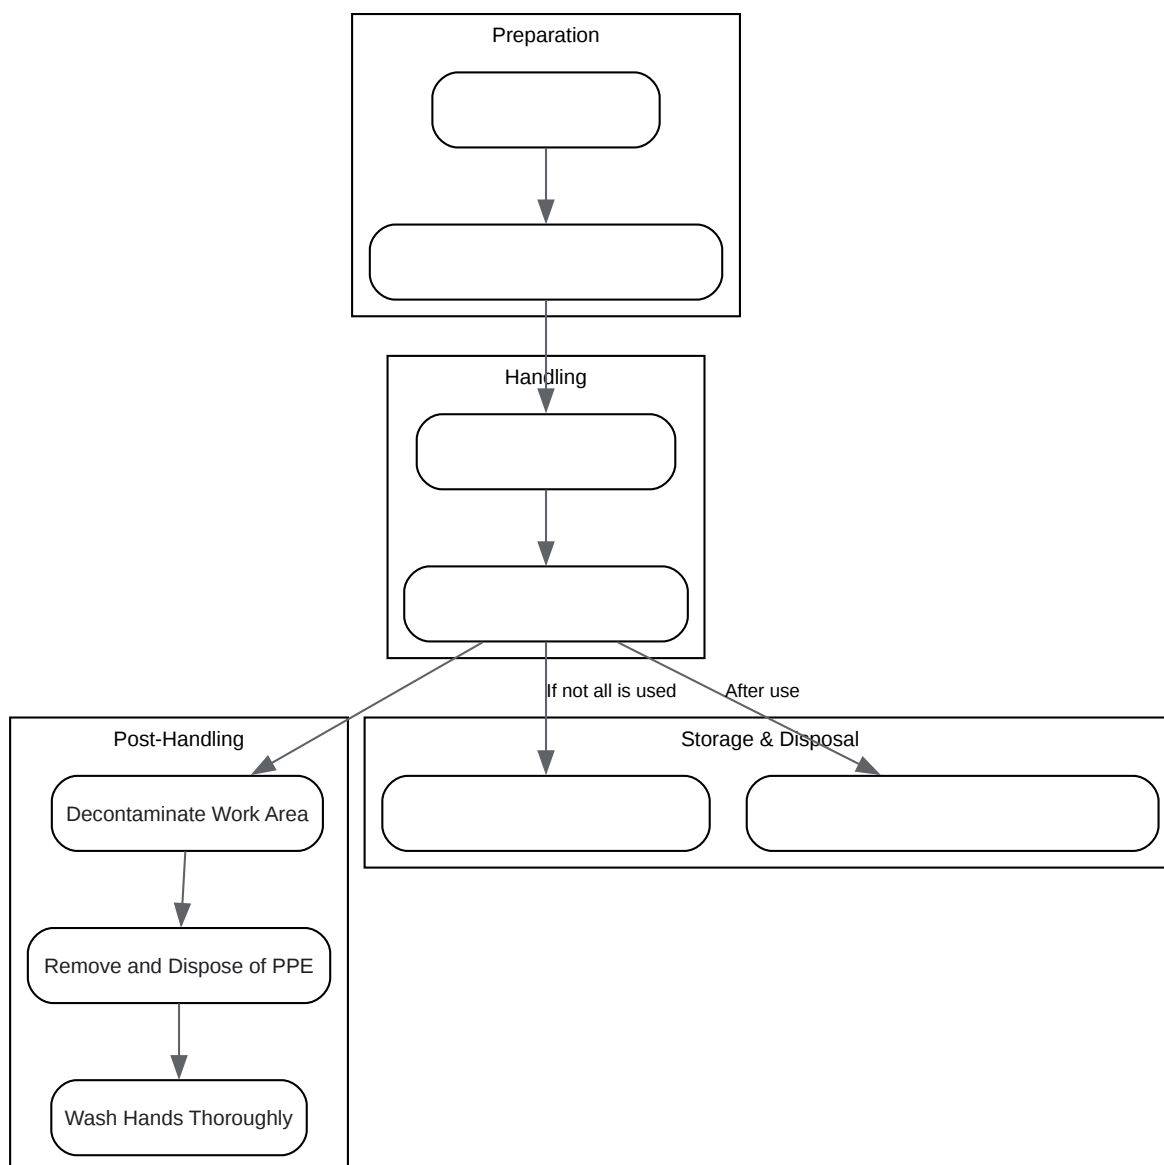 Preparation
Handling
If not all is used
After use
Post-Handling
Storage & Disposal
Decontaminate Work Area
Remove and Dispose of PPE
Wash Hands Thoroughly